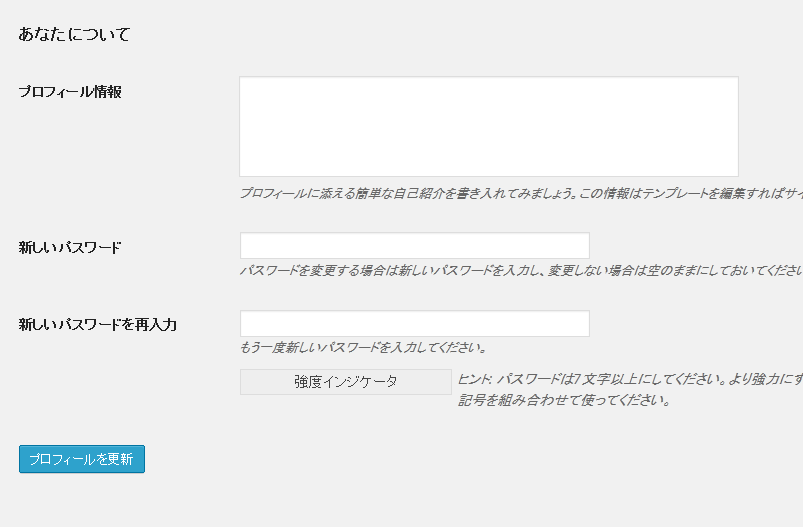 あなたについて
プロフィール情報
プロフィールに添える簡単な自己紹介を書き入れてみましょう。この情報はテンプレートを編集すればサイ
新しいパスワード
パスワードを変更する場合は新しいパスワードを入力し、変更しない場合は空のままにしておいてください
新しいパスワードを再入力
もう一度新しいパスワードを入力してください。
強度インジケータ
ヒント: パスワードは7文字以上にしてください。より強力にす
記号を組み合わせて使ってください。
プロフィールを更新